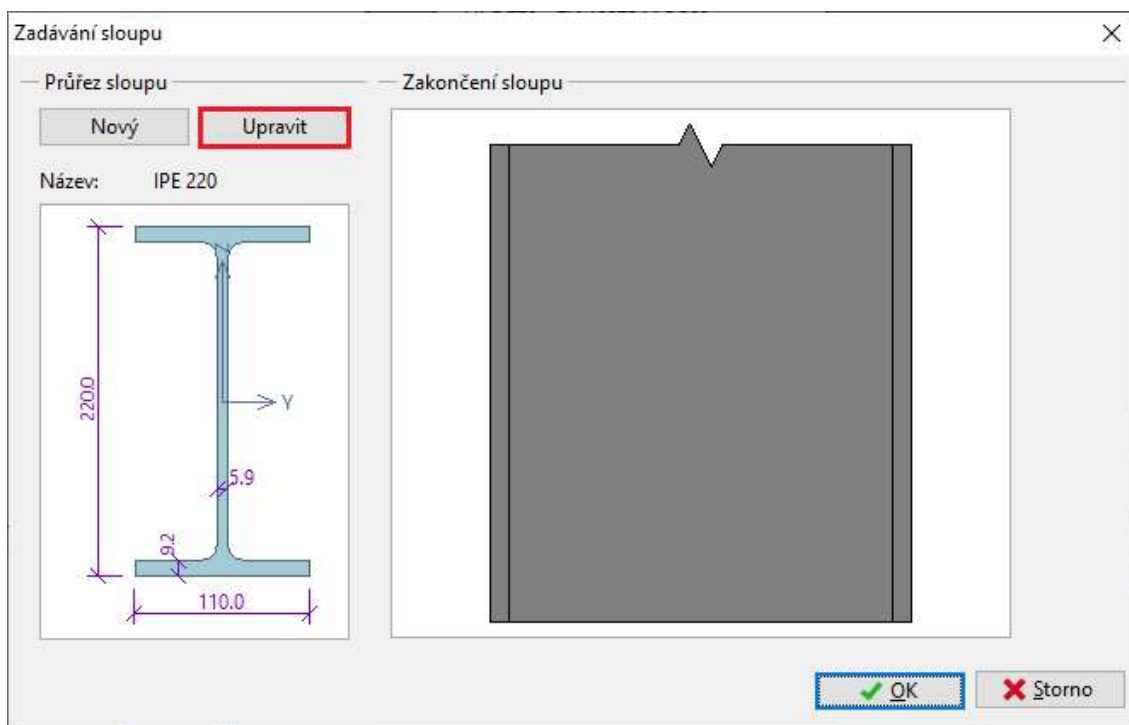 Zadávání sloupu
Průřez sloupu
Zakončení sloupu
Nový
Upravit
Název:
IPE 220
220.0
Y
5.9
9.2
110.0
OK
Storno